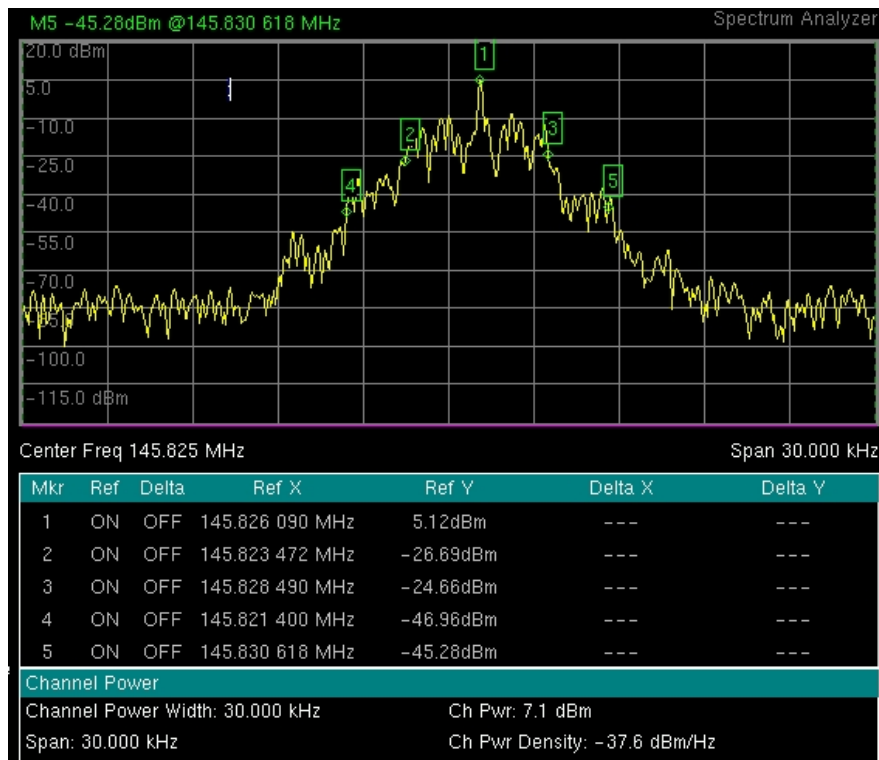 M5 -45.28dBm @145.830 618 MHz Spectrum Analyzer
20.0 dBm
1
5.0
-10.0
2
3
-25.0
4
5
-40.0
-55.0
-70.0
-100.0
-115.0 dBm
Center Freq 145.825 MHz Span 30.000 kHz
Mkr Ref Delta Ref X Ref Y Delta X Delta Y
1 ON OFF 145.826 090 MHz 5.12dBm --- ---
2 ON OFF 145.823 472 MHz -26.69dBm --- ---
3 ON OFF 145.828 490 MHz -24.66dBm --- ---
4 ON OFF 145.821 400 MHz -46.96dBm --- ---
5 ON OFF 145.830 618 MHz -45.28dBm --- ---
Channel Power
Channel Power Width: 30.000 kHz Ch Pwr: 7.1 dBm
Span: 30.000 kHz Ch Pwr Density: -37.6 dBm/Hz